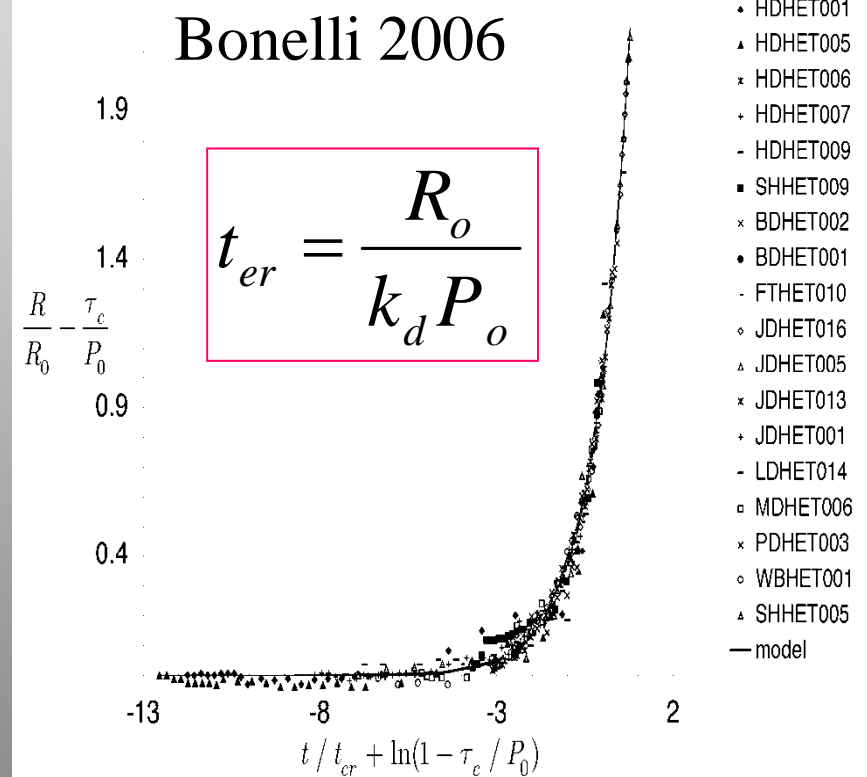 Bonelli 2006
t_er = R_o / (k_d P_o)
R/R_0 − τ_c/P_0
1.9
1.4
0.9
0.4
-13 -8 -3 2
t / t_er + ln(1 − τ_c / P_0)
HDHET001
HDHET005
HDHET006
HDHET007
HDHET009
SHHET009
BDHET002
BDHET001
FTHET010
JDHET016
JDHET005
JDHET013
JDHET001
LDHET014
MDHET006
PDHET003
WBHET001
SHHET005
model